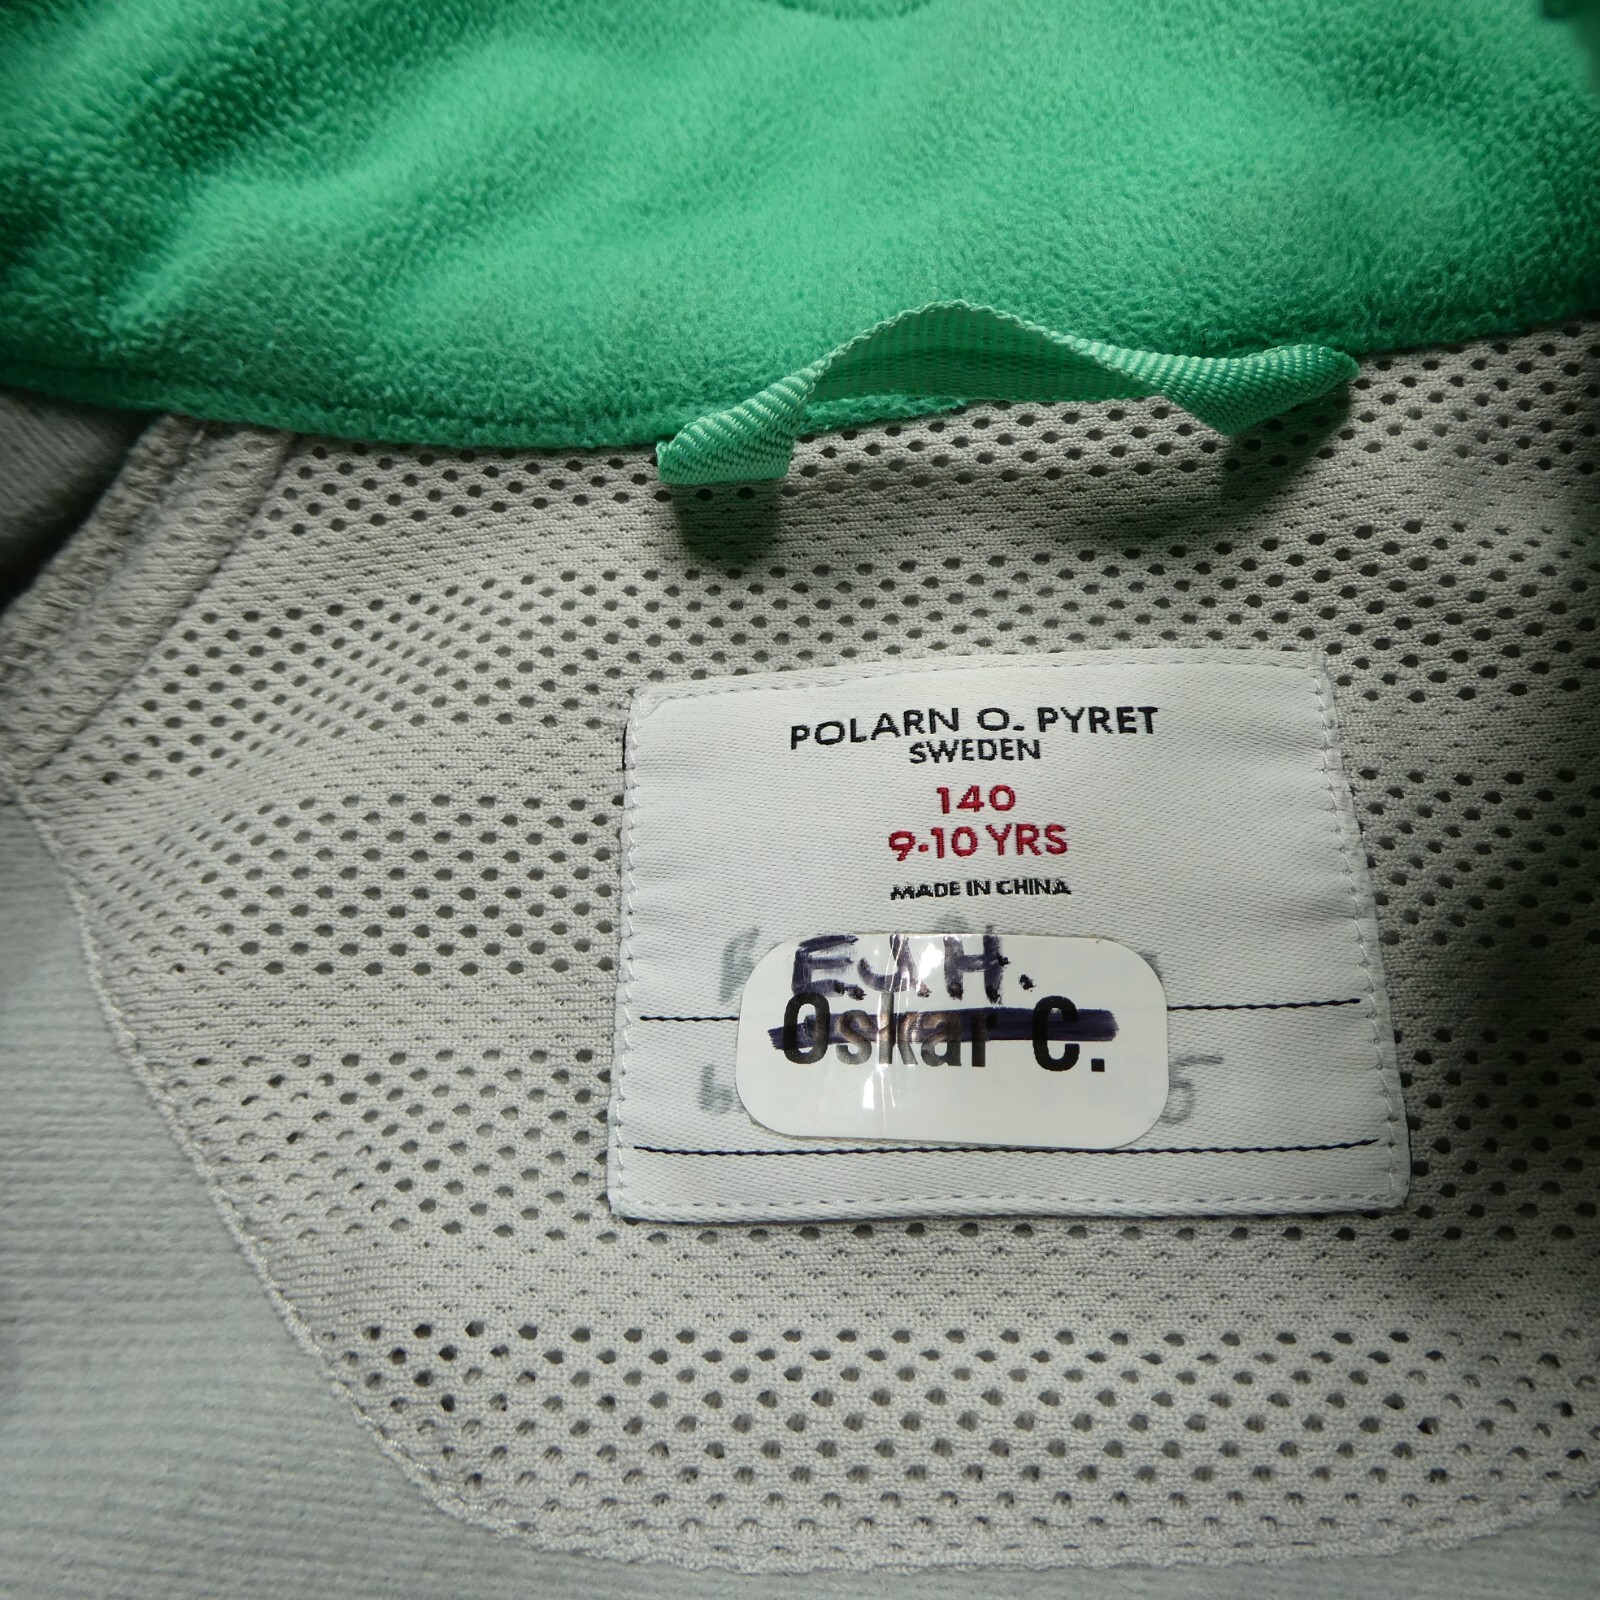 POLARN O. PYRET
SWEDEN
140
9-10 YRS
MADE IN CHINA
E.J.H.
Oskar C.